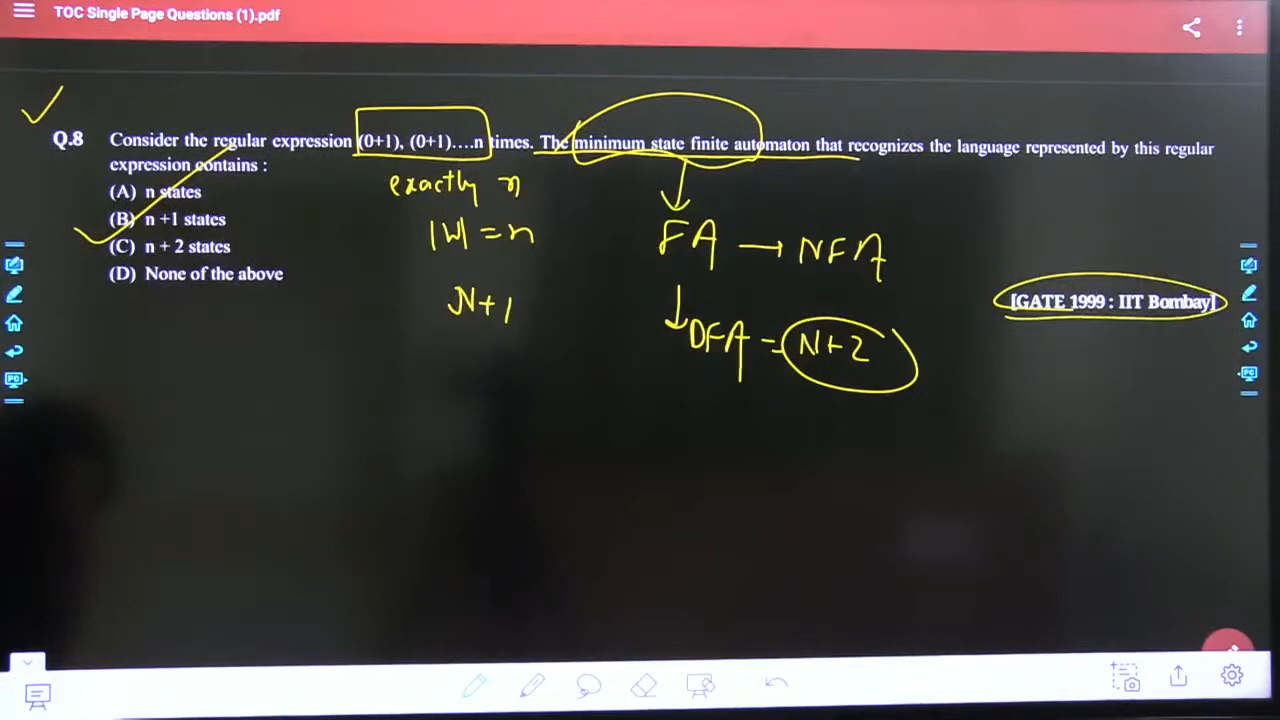 TOC Single Page Questions (1).pdf
Q.8 Consider the regular expression (0+1), (0+1)....n times. The minimum state finite automaton that recognizes the language represented by this regular
expression contains :
(A) n states
(B) n +1 states
(C) n + 2 states
(D) None of the above
[GATE 1999 : IIT Bombay]
exactly n
|W| = n
N+1
FA → NFA
DFA = N+2
PC
PC